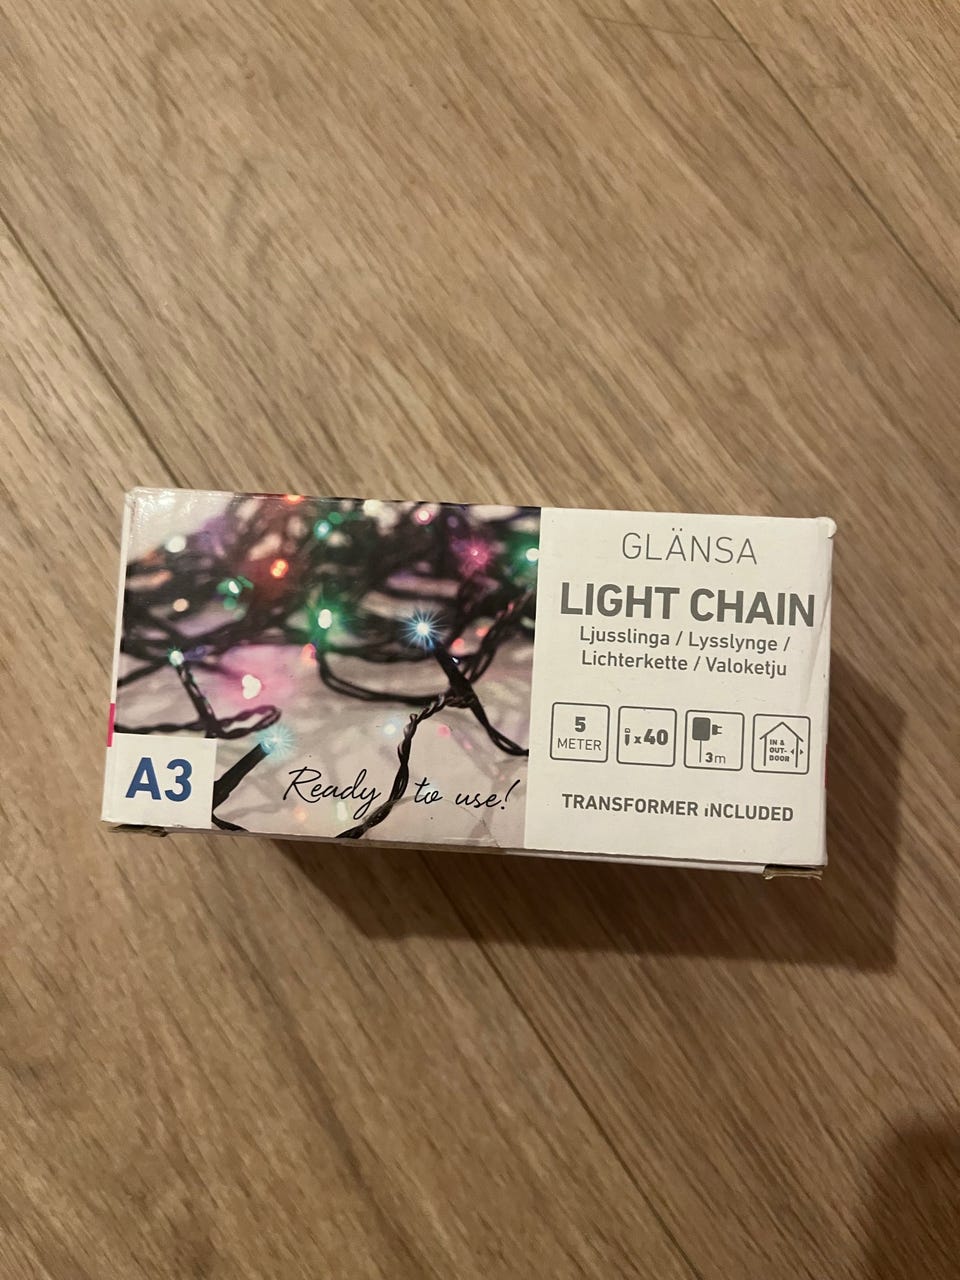 A3
Ready to use!
GLÄNSA
LIGHT CHAIN
Ljusslinga / Lysslynge /
Lichterkette / Valoketju
5
METER
x40
3m
IN &
OUT-
DOOR
TRANSFORMER iNCLUDED